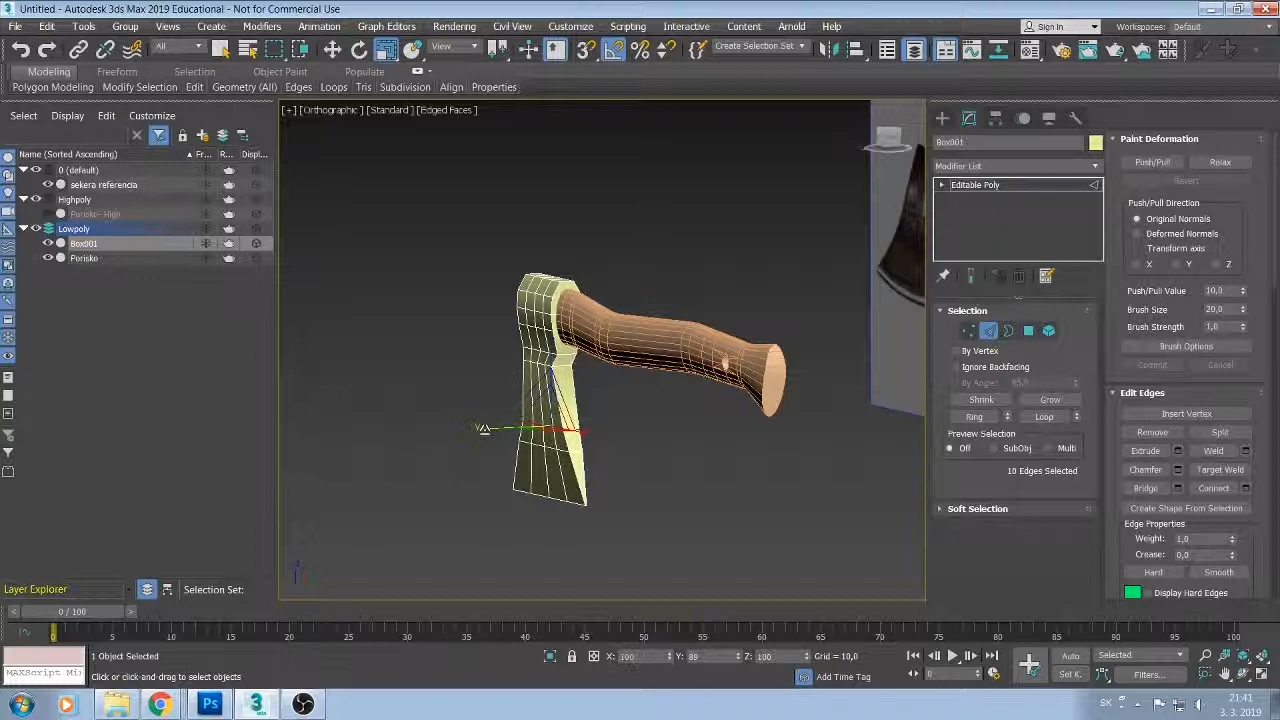 Untitled - Autodesk 3ds Max 2019 Educational - Not for Commercial Use
File Edit Tools Group Views Create Modifiers Animation Graph Editors Rendering Civil View Customize Scripting Interactive Content Arnold Help
Sign In Workspaces: Default
All View Create Selection Set
Modeling Freeform Selection Object Paint Populate
Polygon Modeling Modify Selection Edit Geometry (All) Edges Loops Tris Subdivision Align Properties
Select Display Edit Customize
[+] [Orthographic ] [Standard ] [Edged Faces ]
Name (Sorted Ascending) ▲ Fr... R... Displ...
0 (default)
sekera referencia
Highpoly
Porisko- High
Lowpoly
Box001
Porisko
Box001
Modifier List
Editable Poly
Selection
By Vertex
Ignore Backfacing
By Angle: 45,0
Shrink Grow
Ring Loop
Preview Selection
Off SubObj Multi
10 Edges Selected
Soft Selection
Paint Deformation
Push/Pull Relax
Revert
Push/Pull Direction
Original Normals
Deformed Normals
Transform axis
X Y Z
Push/Pull Value 10,0
Brush Size 20,0
Brush Strength 1,0
Brush Options
Commit Cancel
Edit Edges
Insert Vertex
Remove Split
Extrude Weld
Chamfer Target Weld
Bridge Connect
Create Shape From Selection
Edge Properties
Weight: 1,0
Crease: 0,0
Hard Smooth
Display Hard Edges
Layer Explorer Selection Set:
< 0 / 100 >
0 5 10 15 20 25 30 35 40 45 50 55 60 65 70 75 80 85 90 95 100
1 Object Selected
X: 100 Y: 89 Z: 100 Grid = 10,0
Auto Selected
MAXScript Mi
Click or click-and-drag to select objects
Add Time Tag
0
Set K. Filters...
SK
21:41
3. 3. 2019